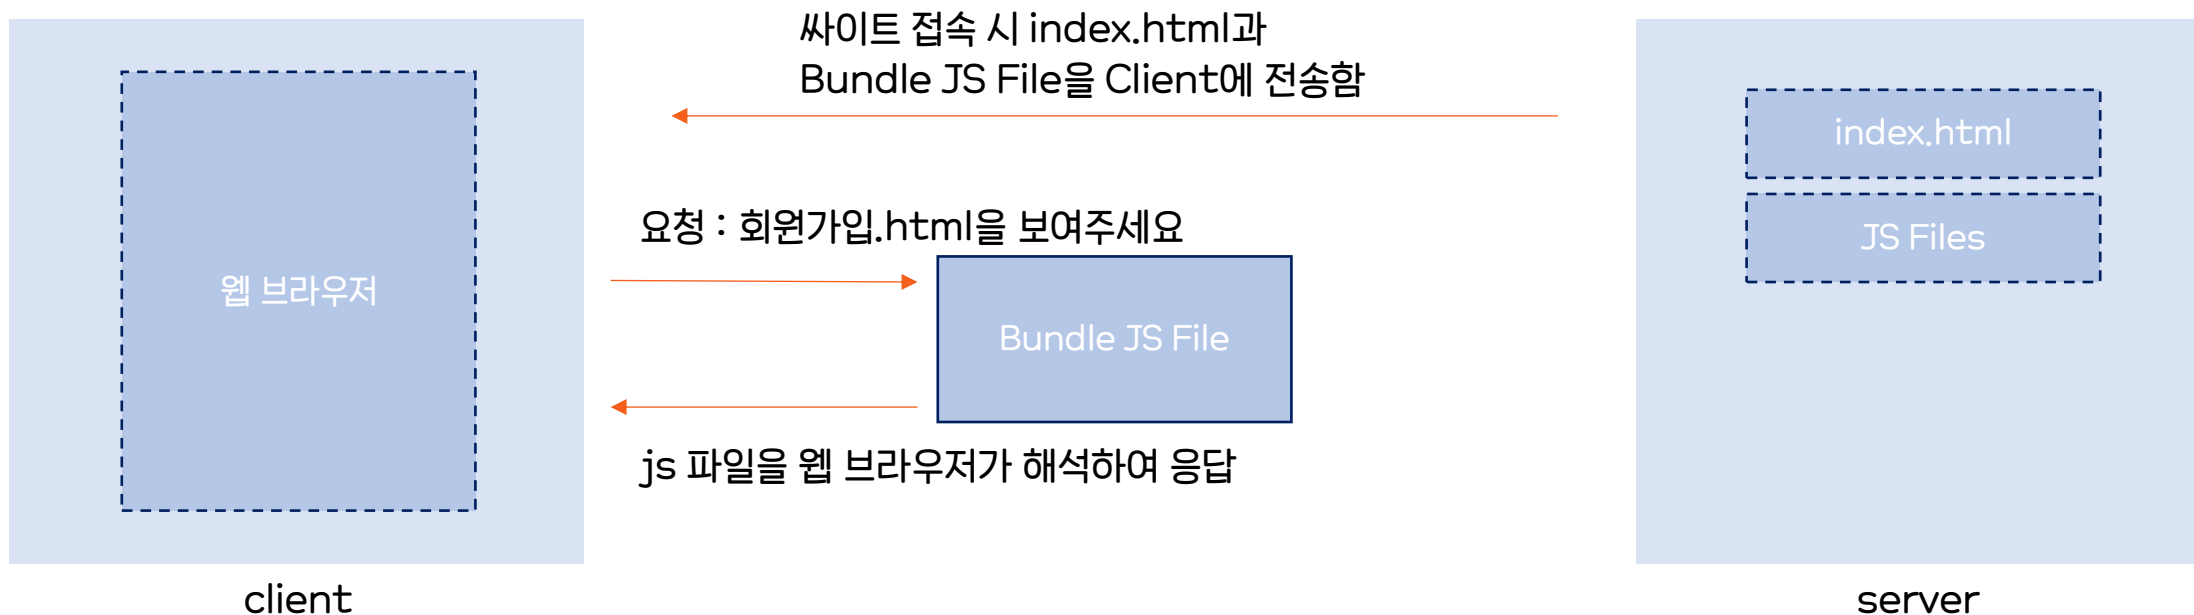 싸이트 접속 시 index.html과
Bundle JS File을 Client에 전송함
index.html
JS Files
요청 : 회원가입.html을 보여주세요
웹 브라우저
Bundle JS File
js 파일을 웹 브라우저가 해석하여 응답
client
server